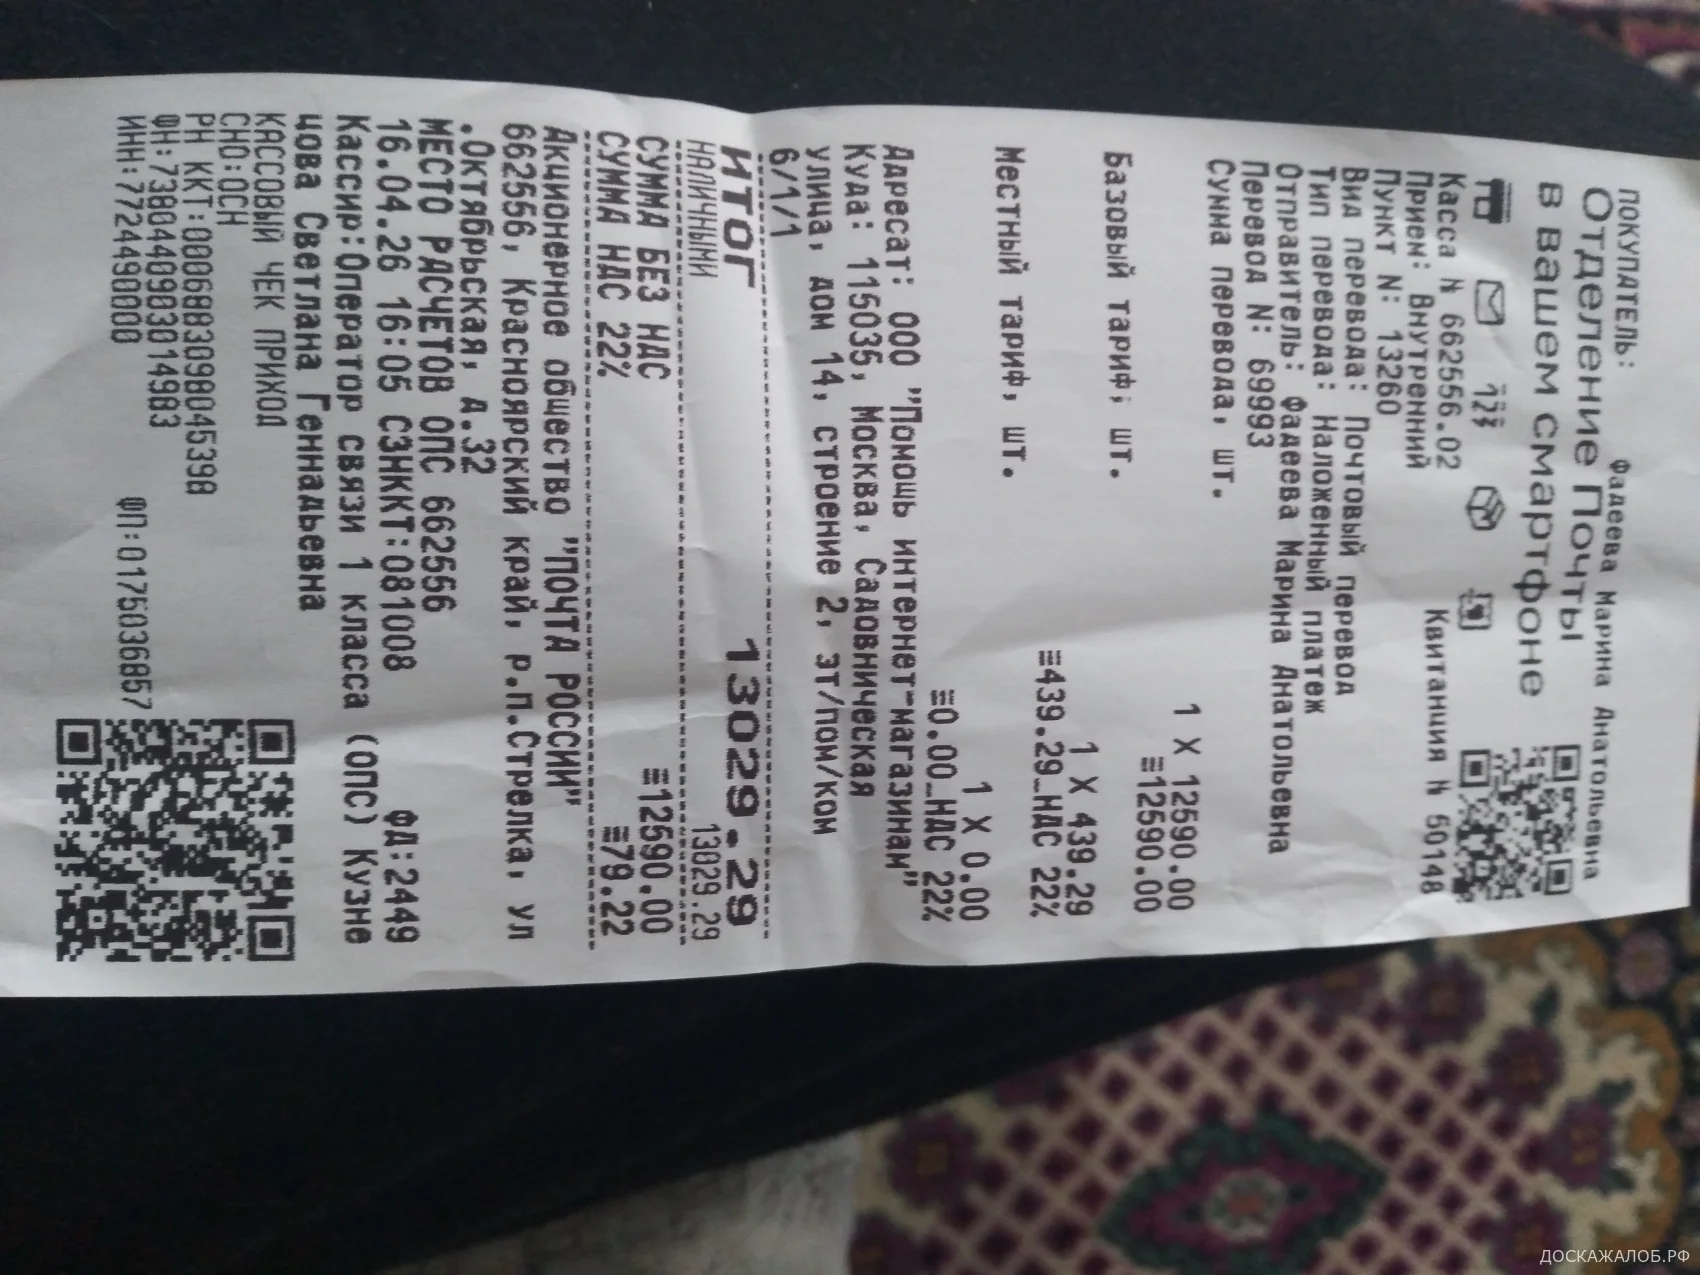 ПОКУПАТЕЛЬ:
Фадеева Марина Анатольевна
Отделение Почты
в вашем смартфоне
Касса N 662556.02
Квитанция N 50148
Прием: Внутренний
Пункт N: 13260
Вид перевода: Почтовый перевод
Тип перевода: Наложенный платеж
Отправитель: Фадеева Марина Анатольевна
Перевод N: 69993
Сумма перевода, шт.
1 X 12590.00
≡12590.00
Базовый тариф, шт.
1 X 439.29
≡439.29_НДС 22%
Местный тариф, шт.
1 X 0.00
≡0.00_НДС 22%
Адресат: ООО "Помощь интернет-магазинам"
Куда: 115035, Москва, Садовническая
улица, дом 14, строение 2, эт/пом/ком
6/1/1
ИТОГ 13029.29
НАЛИЧНЫМИ 13029.29
СУММА БЕЗ НДС ≡12590.00
СУММА НДС 22% ≡79.22
Акционерное общество "ПОЧТА РОССИИ"
662556, Красноярский край, р.п.Стрелка, ул
.Октябрьская, д.32
МЕСТО РАСЧЕТОВ ОПС 662556
16.04.26 16:05 СЗНККТ:081008 ФД:2449
Кассир:Оператор связи 1 класса (ОПС) Кузне
цова Светлана Геннадьевна
КАССОВЫЙ ЧЕК ПРИХОД
СНО:ОСН
РН ККТ:0006883098045398
ФН:7380440903014983
ИНН:7724490000 ФП:0175036857
ДОСКАЖАЛОБ.РФ